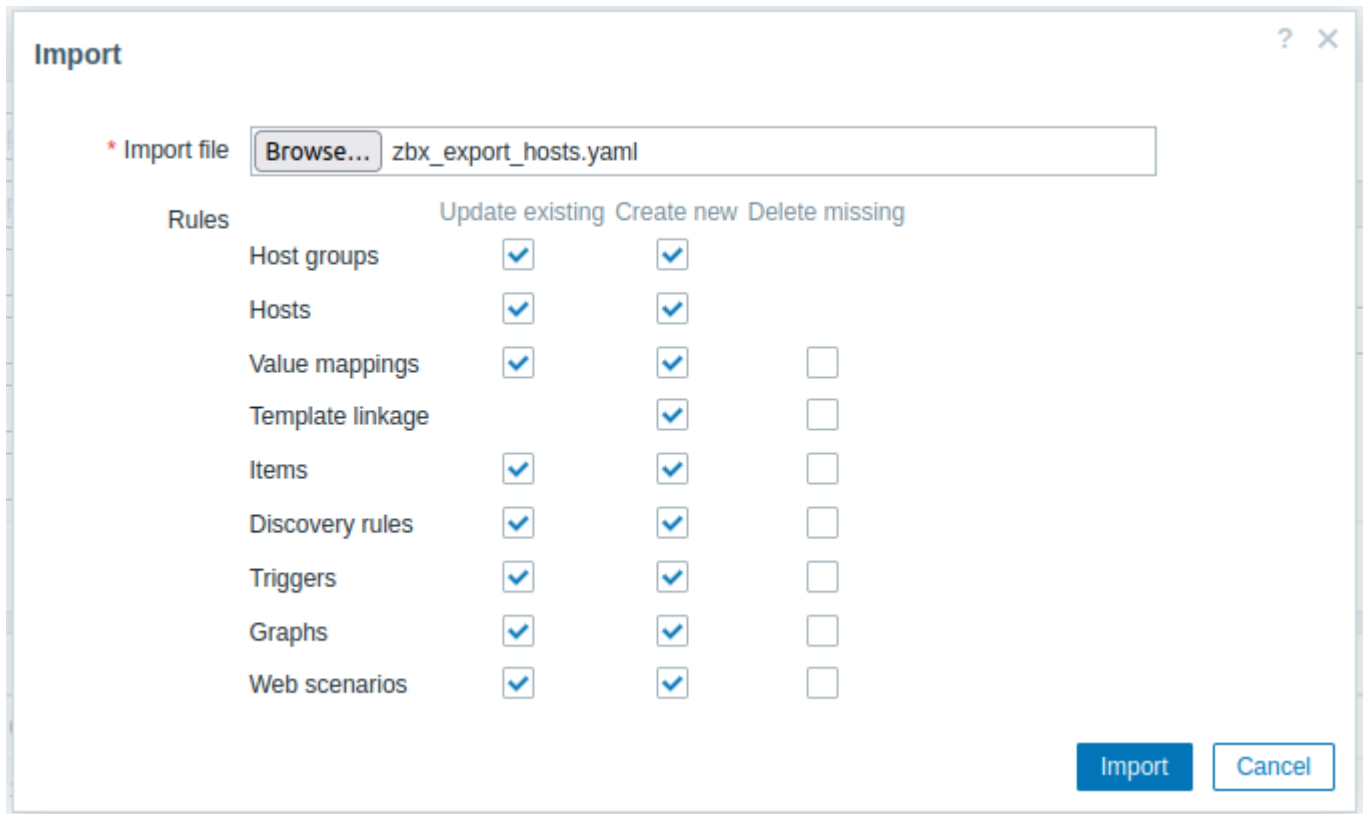 Import
?
* Import file Browse... zbx_export_hosts.yaml
Rules Update existing Create new Delete missing
Host groups
Hosts
Value mappings
Template linkage
Items
Discovery rules
Triggers
Graphs
Web scenarios
Import Cancel